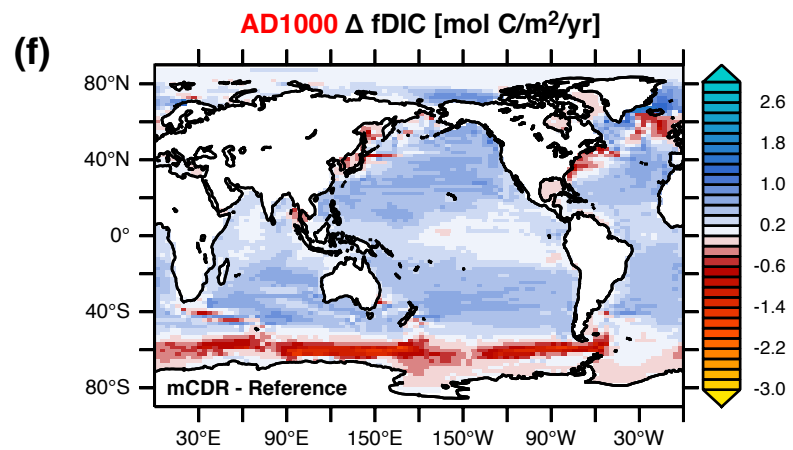 AD1000 Δ fDIC [mol C/m²/yr]
(f)
80°N
40°N
0°
40°S
80°S
mCDR - Reference
30°E 90°E 150°E 150°W 90°W 30°W
2.6
1.8
1.0
0.2
-0.6
-1.4
-2.2
-3.0